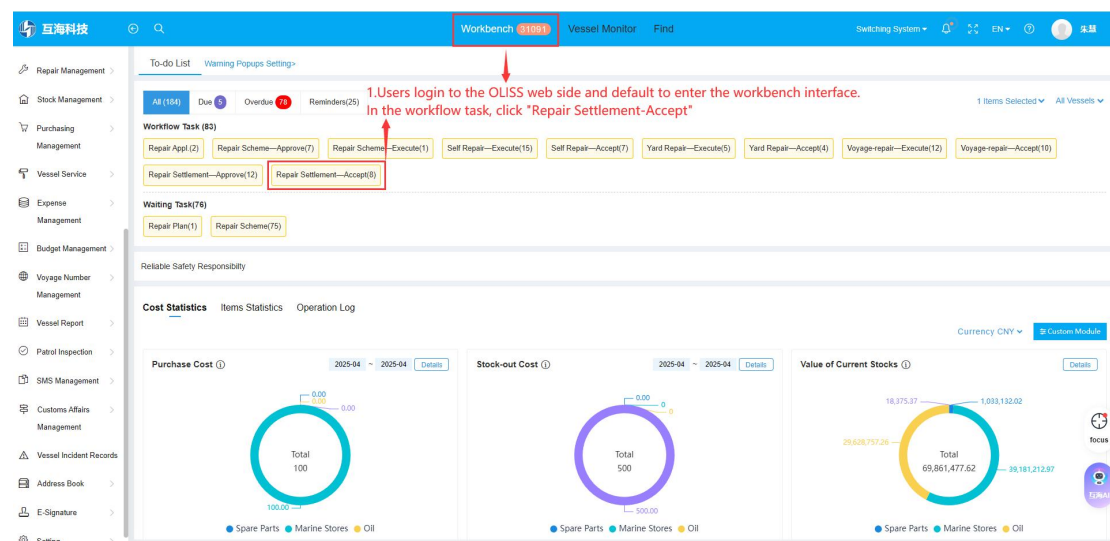 互海科技
Workbench 31091
Vessel Monitor
Find
Switching System
EN
朱慧
Repair Management
Stock Management
Purchasing
Management
Vessel Service
Expense
Management
Budget Management
Voyage Number
Management
Vessel Report
Patrol Inspection
SMS Management
Customs Affairs
Management
Vessel Incident Records
Address Book
E-Signature
Setting
To-do List
Warning Popups Setting>
All (184)
Due 5
Overdue 78
Reminders(25)
1.Users login to the OLISS web side and default to enter the workbench interface.
In the workflow task, click "Repair Settlement-Accept"
1 Items Selected
All Vessels
Workflow Task (83)
Repair Appl.(2)
Repair Scheme—Approve(7)
Repair Scheme—Execute(1)
Self Repair—Execute(15)
Self Repair—Accept(7)
Yard Repair—Execute(5)
Yard Repair—Accept(4)
Voyage-repair—Execute(12)
Voyage-repair—Accept(10)
Repair Settlement—Approve(12)
Repair Settlement—Accept(8)
Waiting Task(76)
Repair Plan(1)
Repair Scheme(75)
Reliable Safety Responsibilty
Cost Statistics
Items Statistics
Operation Log
Currency CNY
Custom Module
Purchase Cost
2025-04 ~ 2025-04
Details
0.00
0.00
0.00
Total
100
100.00
Spare Parts
Marine Stores
Oil
Stock-out Cost
2025-04 ~ 2025-04
Details
0.00
0
0
Total
500
500.00
Spare Parts
Marine Stores
Oil
Value of Current Stocks
Details
18,375.37
1,033,132.02
29,628,757.26
Total
69,861,477.62
39,181,212.97
Spare Parts
Marine Stores
Oil
focus
互海AI